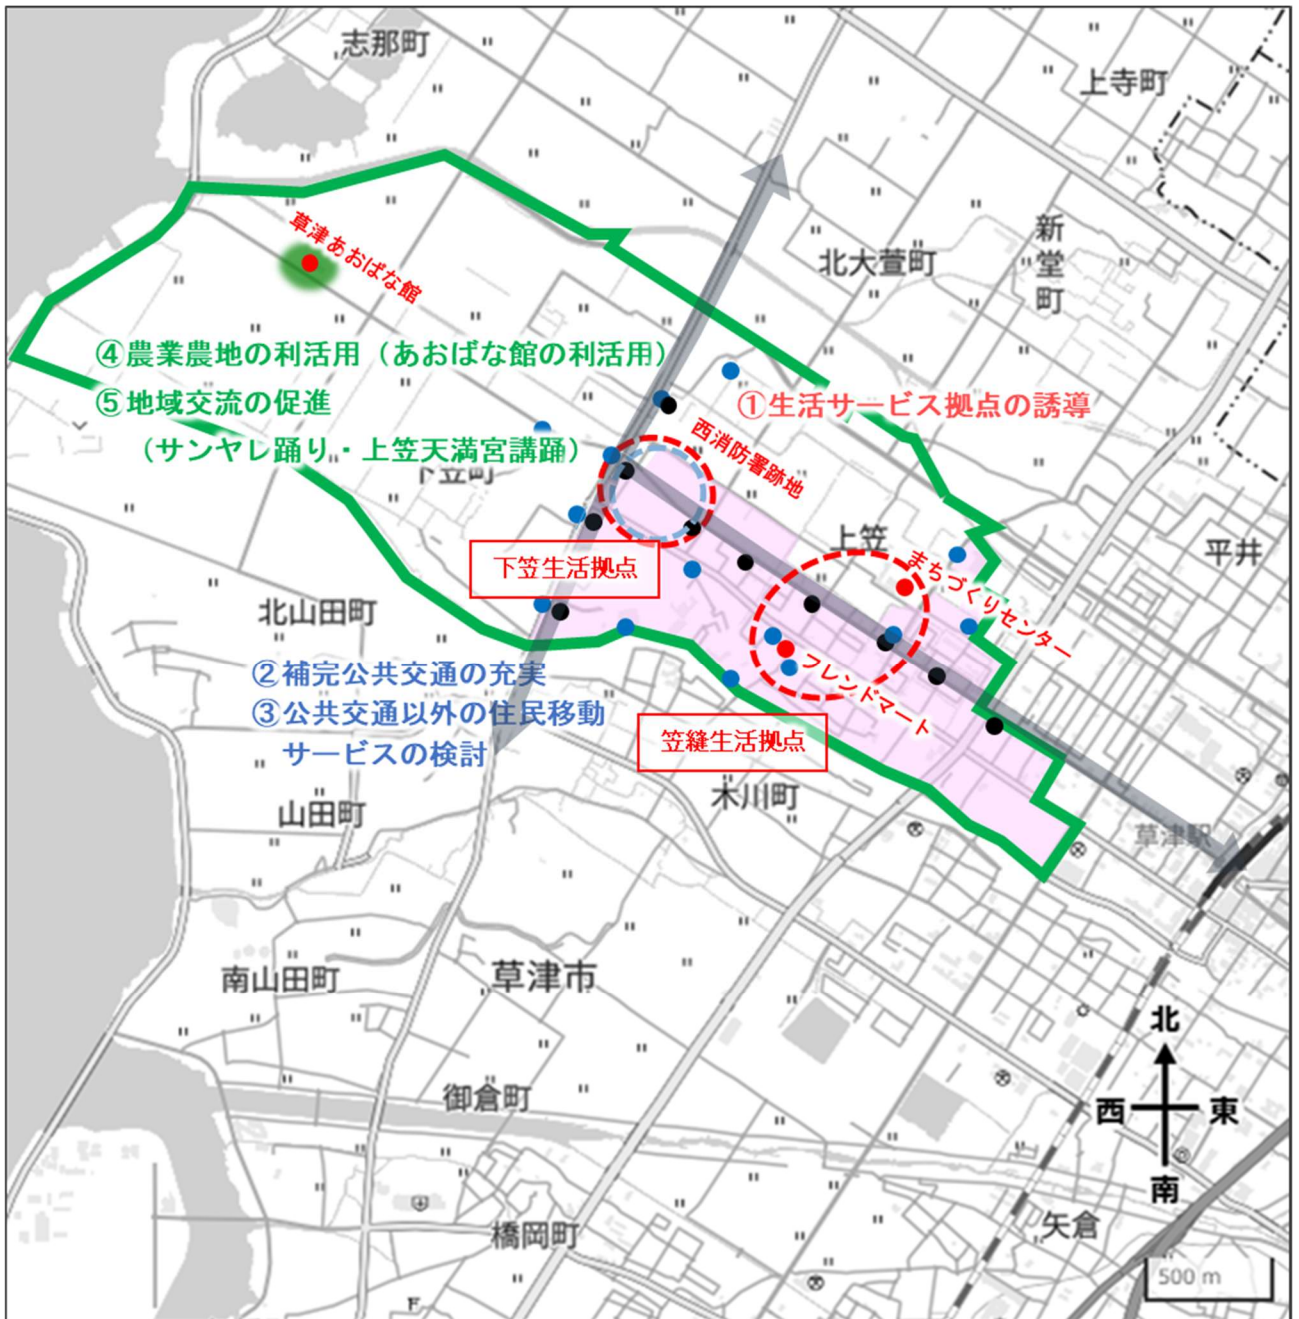 志那町
上寺町
草津あおばな館
北大萱町
新堂町
④農業農地の利活用（あおばな館の利活用）
⑤地域交流の促進
（サンヤレ踊り・上笠天満宮講踊）
①生活サービス拠点の誘導
西消防署跡地
下笠町
上笠
平井
まちづくりセンター
下笠生活拠点
北山田町
フレンドマート
②補完公共交通の充実
③公共交通以外の住民移動
サービスの検討
笠縫生活拠点
木川町
山田町
草津駅
南山田町
草津市
北
西
東
南
御倉町
橋岡町
矢倉
500 m